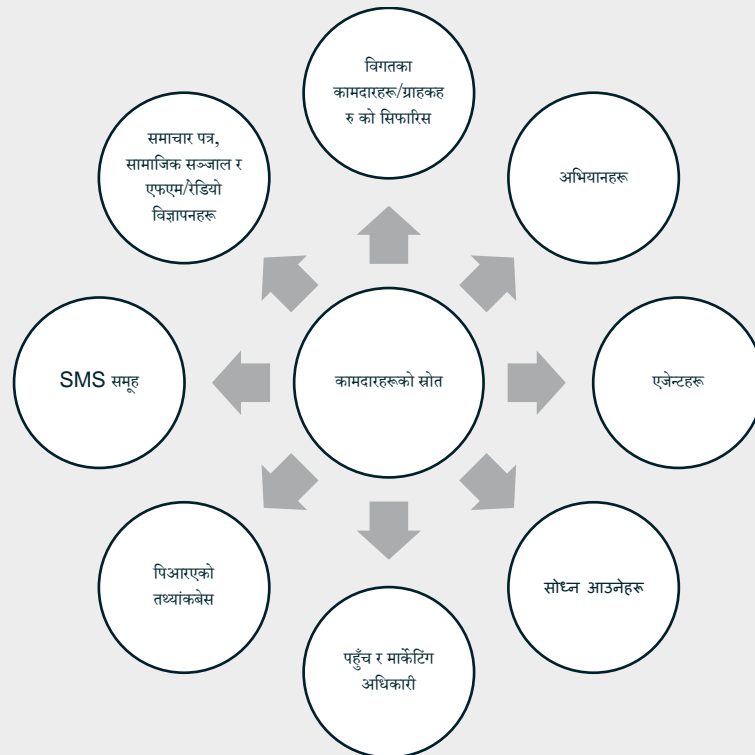 विगतका
कामदारहरू/ग्राहकह
रु को सिफारिस
अभियानहरू
एजेन्टहरू
सोध्न आउनेहरू
पहुँच र मार्केटिंग
अधिकारी
पिआरएको
तथ्यांकबेस
SMS समूह
समाचार पत्र,
सामाजिक सञ्जाल र
एफएम/रेडियो
विज्ञापनहरू
कामदारहरूको स्रोत